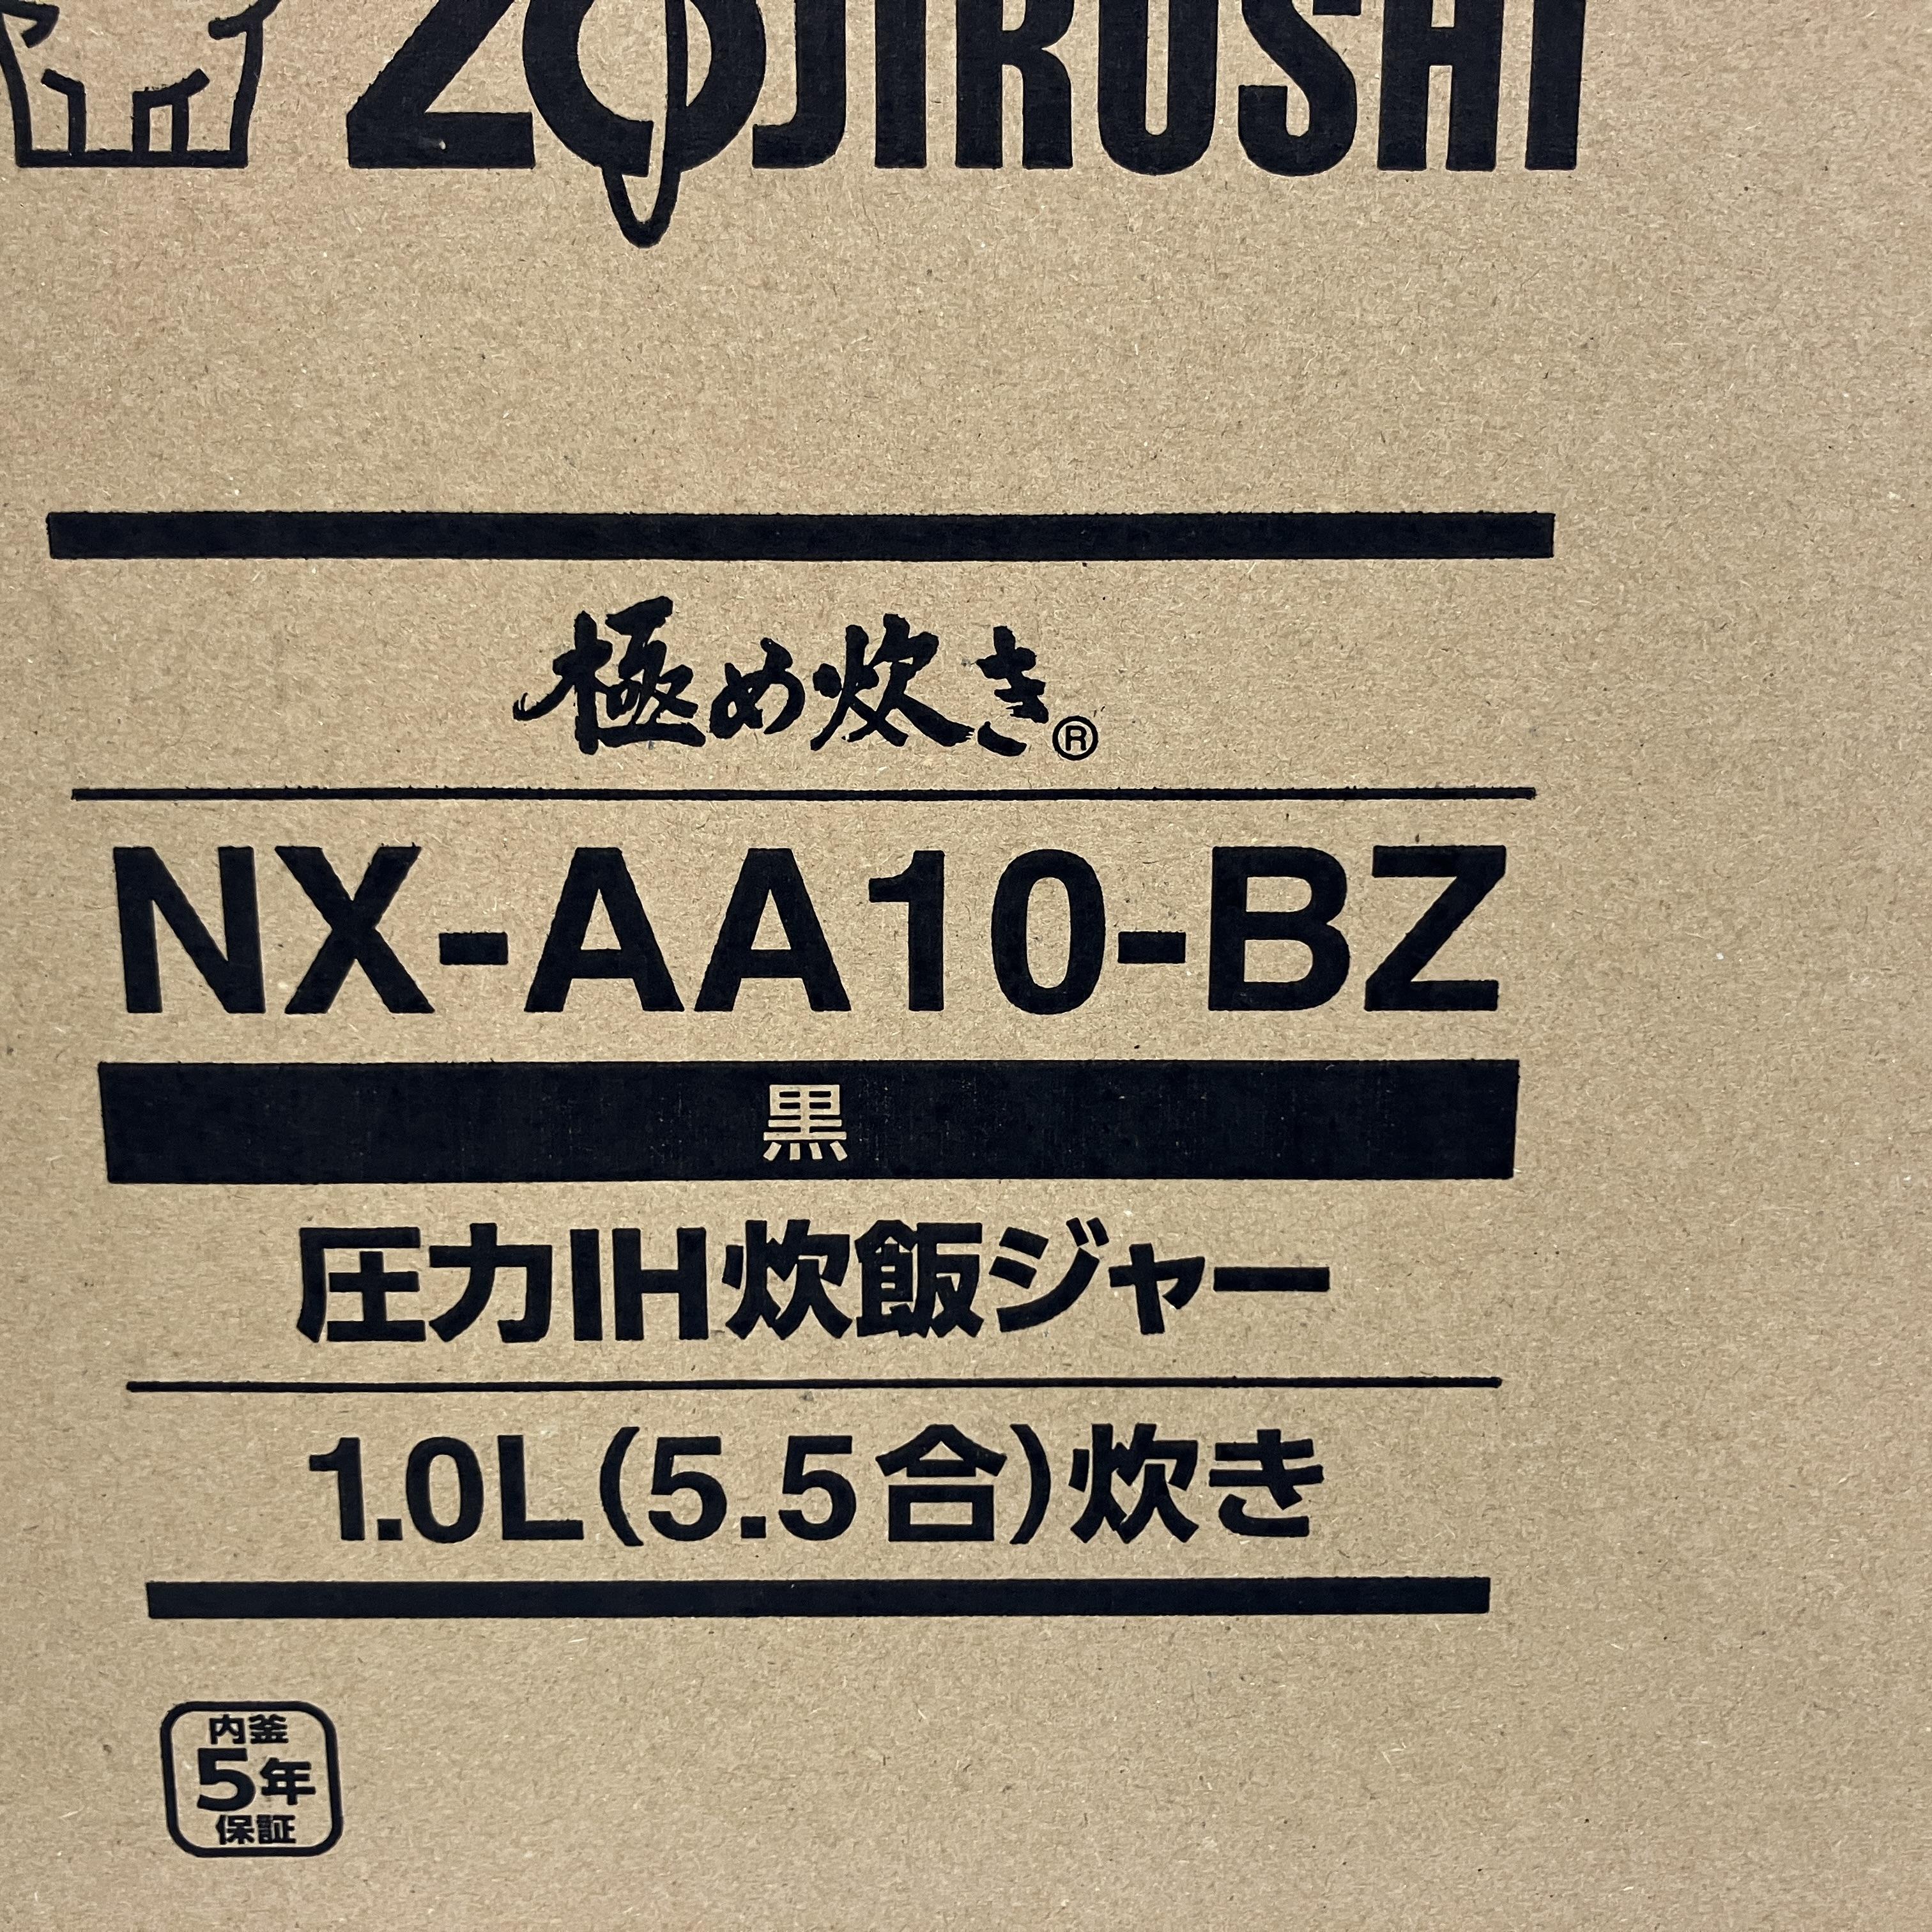 ZOJIRUSHI
極め炊き®
NX-AA10-BZ
黒
圧力IH炊飯ジャー
1.0L(5.5合)炊き
内釜
5年
保証